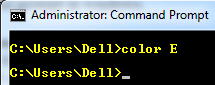 Administrator: Command Prompt
C:\Users\Dell>color E
C:\Users\Dell>_